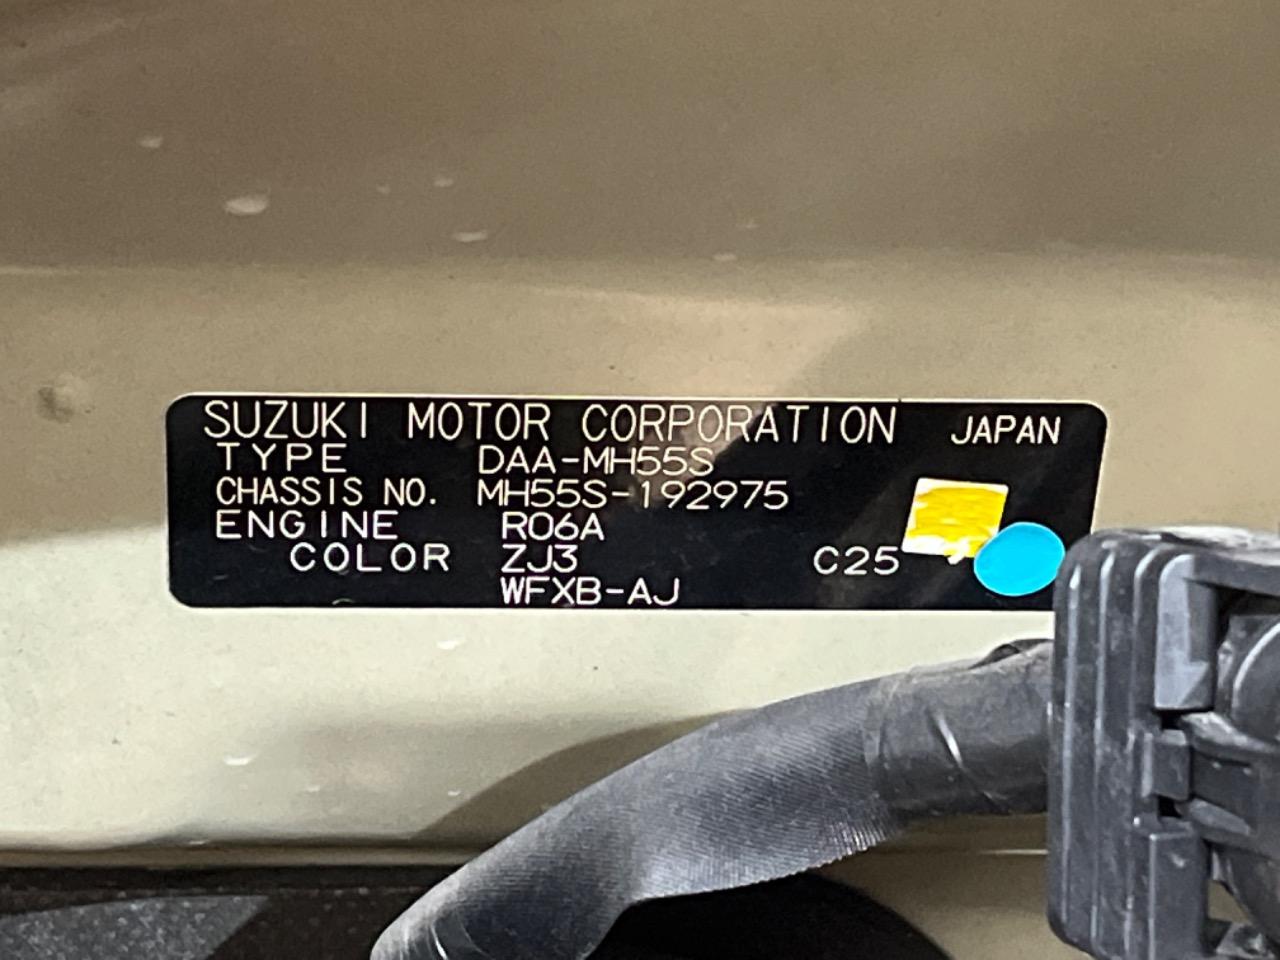 SUZUKI MOTOR CORPORATION JAPAN
TYPE DAA-MH55S
CHASSIS NO. MH55S-192975
ENGINE R06A
COLOR ZJ3 C25
WFXB-AJ